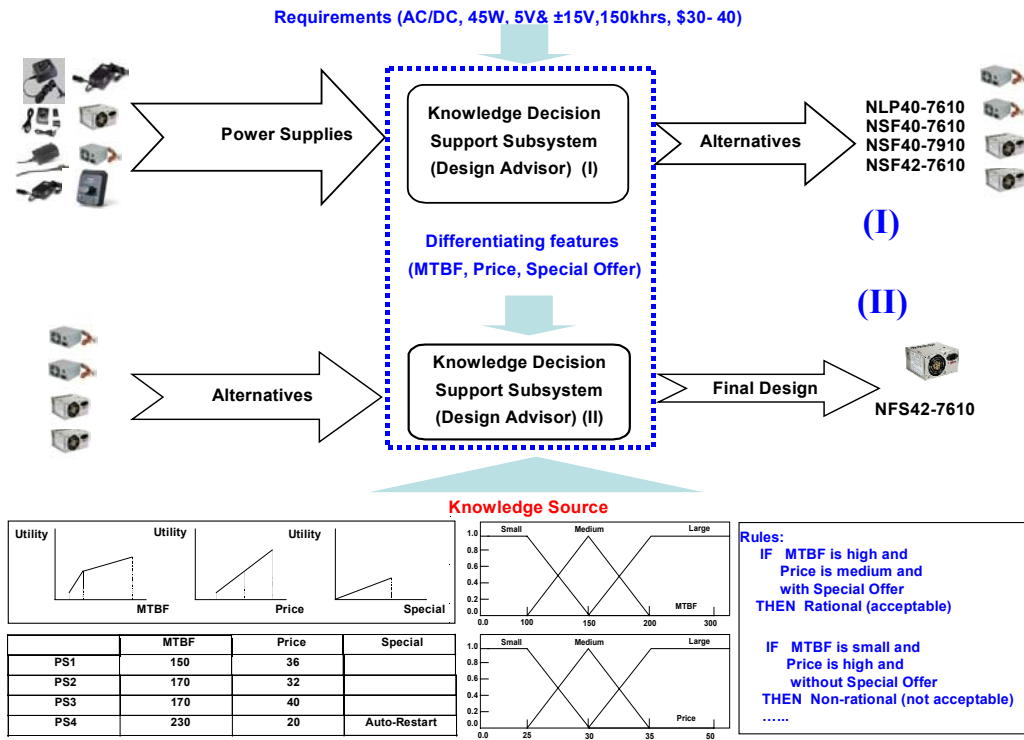 Requirements (AC/DC, 45W, 5V& ±15V,150khrs, $30- 40)
Power Supplies
Knowledge Decision
Support Subsystem
(Design Advisor) (I)
Alternatives
NLP40-7610
NSF40-7610
NSF40-7910
NSF42-7610
(I)
Differentiating features
(MTBF, Price, Special Offer)
(II)
Alternatives
Knowledge Decision
Support Subsystem
(Design Advisor) (II)
Final Design
NFS42-7610
Knowledge Source
Utility
MTBF
Utility
Price
Utility
Special
MTBF Price Special
PS1 150 36
PS2 170 32
PS3 170 40
PS4 230 20 Auto-Restart
Small Medium Large
1.0
0.8
0.6
0.4
0.2
0.0
MTBF
0.0 100 150 200 300
Small Medium Large
1.0
0.8
0.6
0.4
0.2
0.0
Price
0.0 25 30 35 50
Rules:
IF MTBF is high and
Price is medium and
with Special Offer
THEN Rational (acceptable)
IF MTBF is small and
Price is high and
without Special Offer
THEN Non-rational (not acceptable)
…...